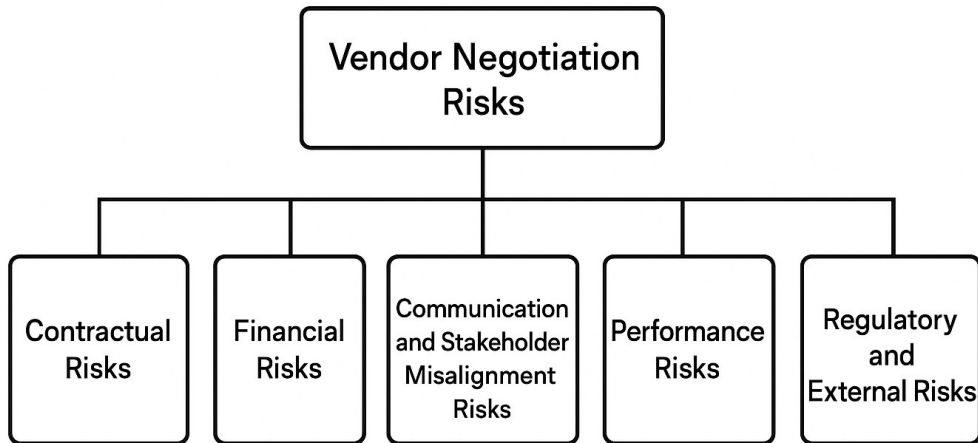 Vendor Negotiation
Risks
Contractual
Risks
Financial
Risks
Communication
and Stakeholder
Misalignment
Risks
Performance
Risks
Regulatory
and
External Risks